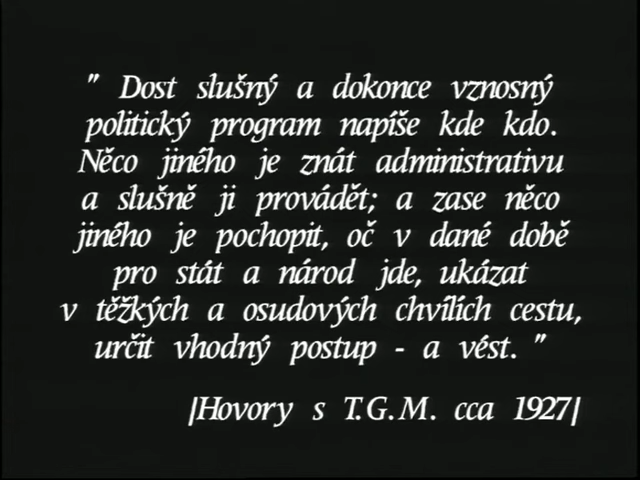 " Dost slušný a dokonce vznosný
politický program napíše kde kdo.
Něco jiného je znát administrativu
a slušně ji provádět; a zase něco
jiného je pochopit, oč v dané době
pro stát a národ jde, ukázat
v těžkých a osudových chvílích cestu,
určit vhodný postup - a vést. "
|Hovory s T.G.M. cca 1927|